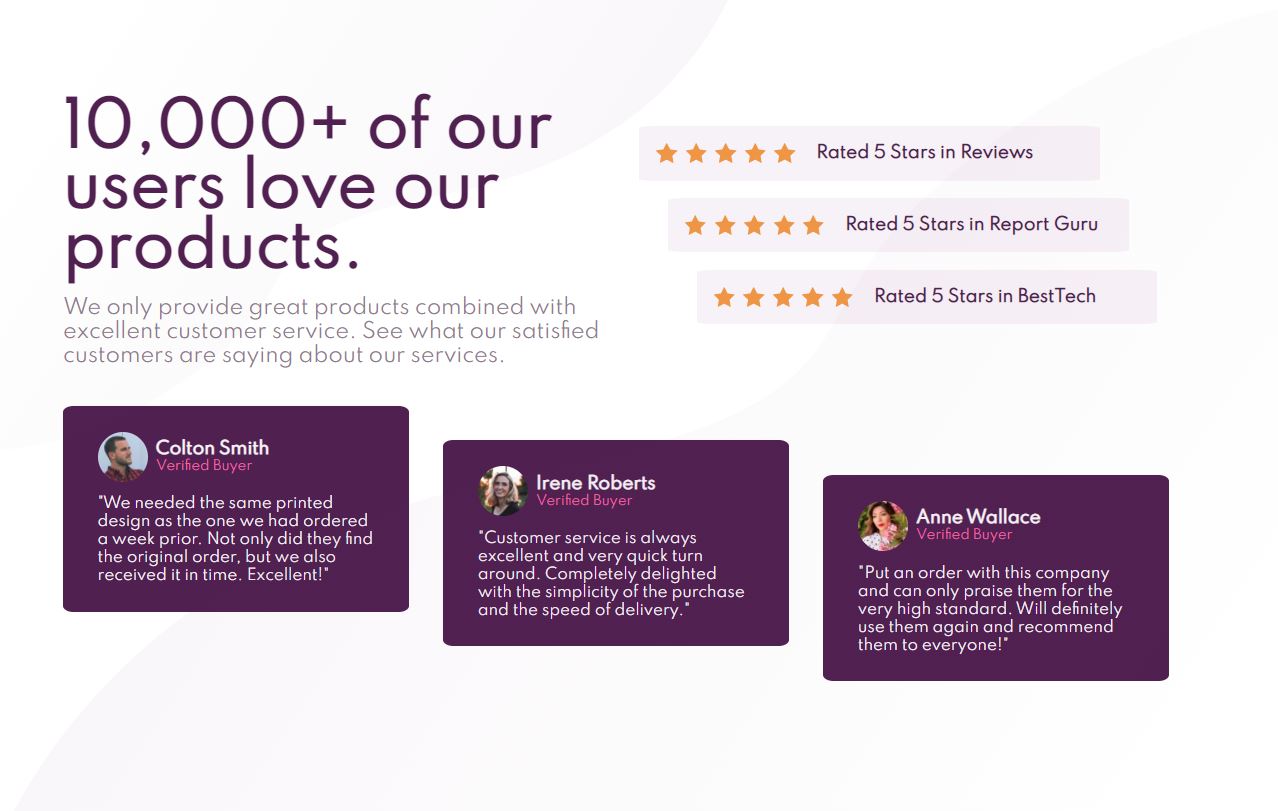 10,000+ of our
users love our
products.
We only provide great products combined with
excellent customer service. See what our satisfied
customers are saying about our services.
Rated 5 Stars in Reviews
Rated 5 Stars in Report Guru
Rated 5 Stars in BestTech
Colton Smith
Verified Buyer
"We needed the same printed
design as the one we had ordered
a week prior. Not only did they find
the original order, but we also
received it in time. Excellent!"
Irene Roberts
Verified Buyer
"Customer service is always
excellent and very quick turn
around. Completely delighted
with the simplicity of the purchase
and the speed of delivery."
Anne Wallace
Verified Buyer
"Put an order with this company
and can only praise them for the
very high standard. Will definitely
use them again and recommend
them to everyone!"